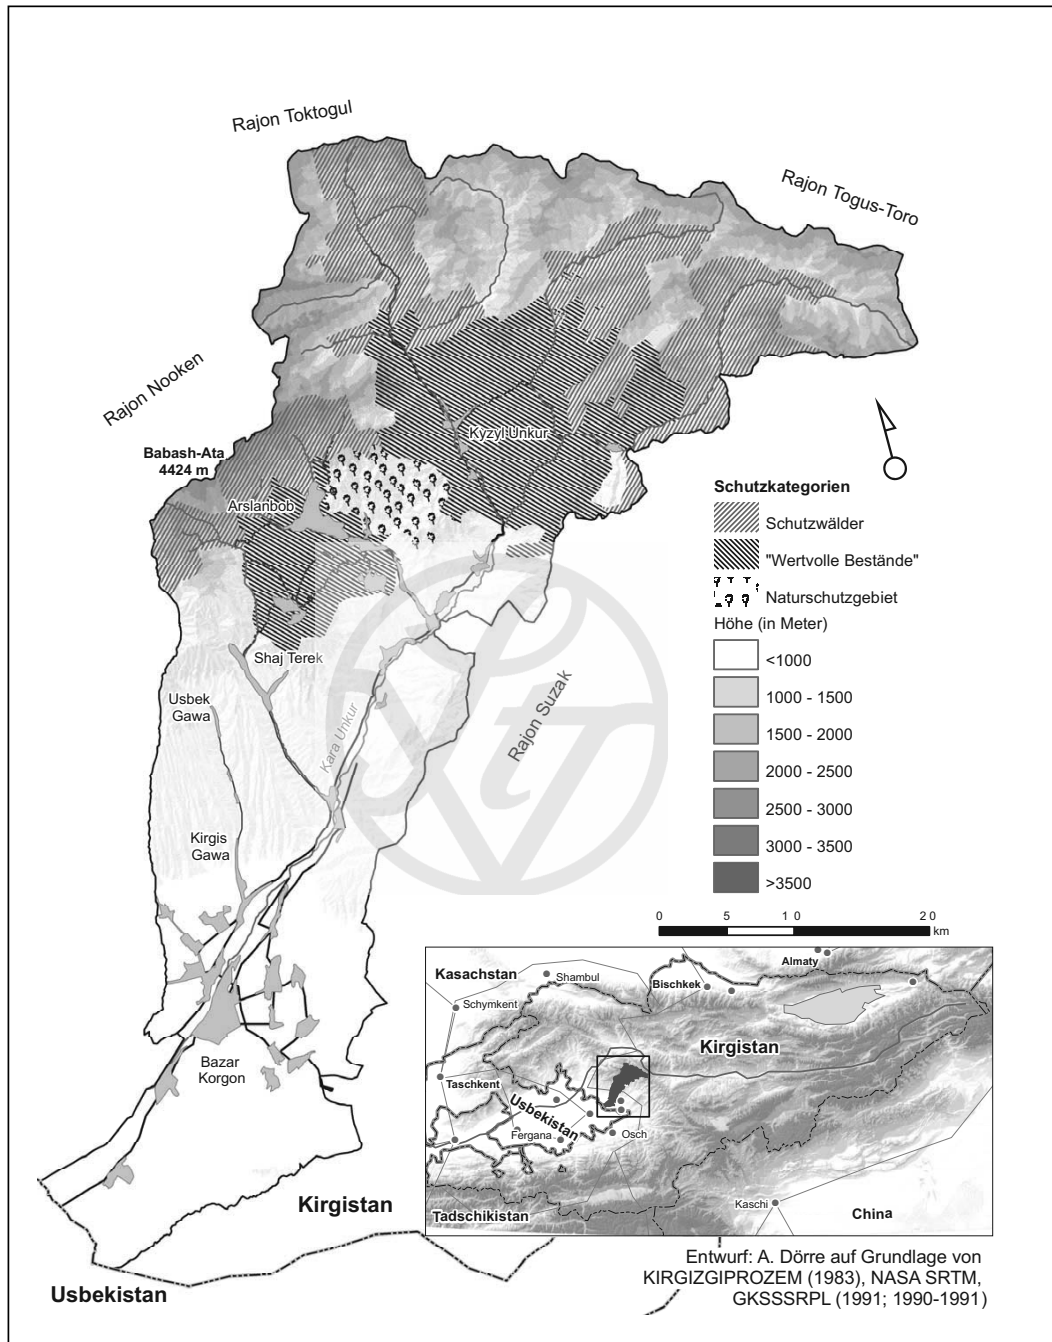 Rajon Toktogul
Rajon Togus-Toro
Rajon Nooken
Babash-Ata
4424 m
Kyzyl Unkur
Arslanbob
Schutzkategorien
Schutzwälder
"Wertvolle Bestände"
Naturschutzgebiet
Höhe (in Meter)
<1000
1000 - 1500
1500 - 2000
2000 - 2500
2500 - 3000
3000 - 3500
>3500
Shaj Terek
Usbek
Gawa
Kara Unkur
Rajon Suzak
Kirgis
Gawa
0 5 10 20
km
Bazar
Korgon
Kasachstan
Shambul
Bischkek
Almaty
Schymkent
Kirgistan
Taschkent
Usbekistan
Fergana
Osch
Kaschi
Tadschikistan
China
Kirgistan
Usbekistan
Entwurf: A. Dörre auf Grundlage von
KIRGIZGIPROZEM (1983), NASA SRTM,
GKSSSRPL (1991; 1990-1991)